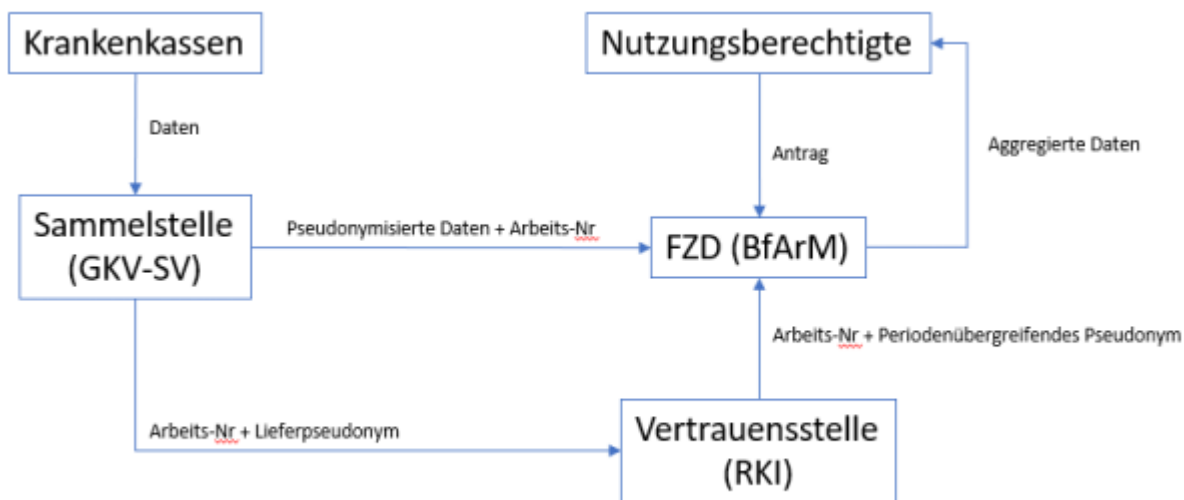 Krankenkassen
Nutzungsberechtigte
Daten
Antrag
Aggregierte Daten
Sammelstelle
(GKV-SV)
Pseudonymisierte Daten + Arbeits-Nr
FZD (BfArM)
Arbeits-Nr + Periodenübergreifendes Pseudonym
Arbeits-Nr + Lieferpseudonym
Vertrauensstelle
(RKI)